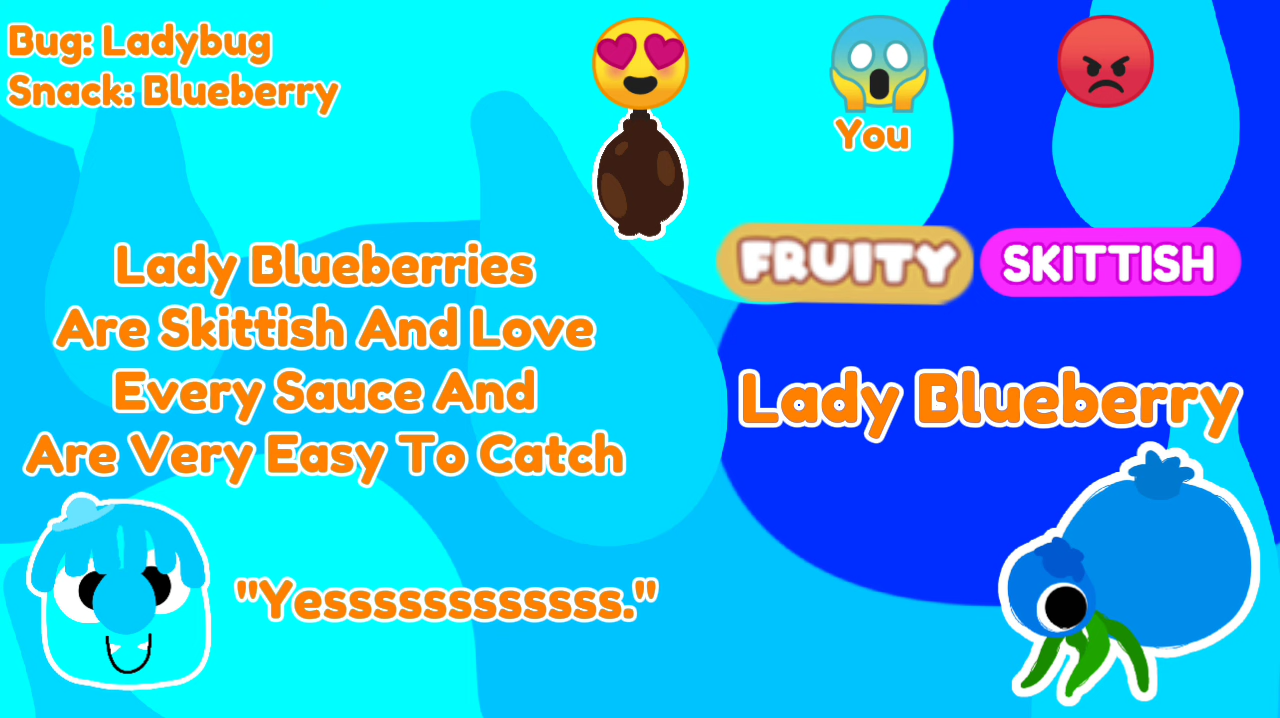 Bug: Ladybug
Snack: Blueberry
You
FRUITY
SKITTISH
Lady Blueberries
Are Skittish And Love
Every Sauce And
Are Very Easy To Catch
Lady Blueberry
"Yesssssssssssss."